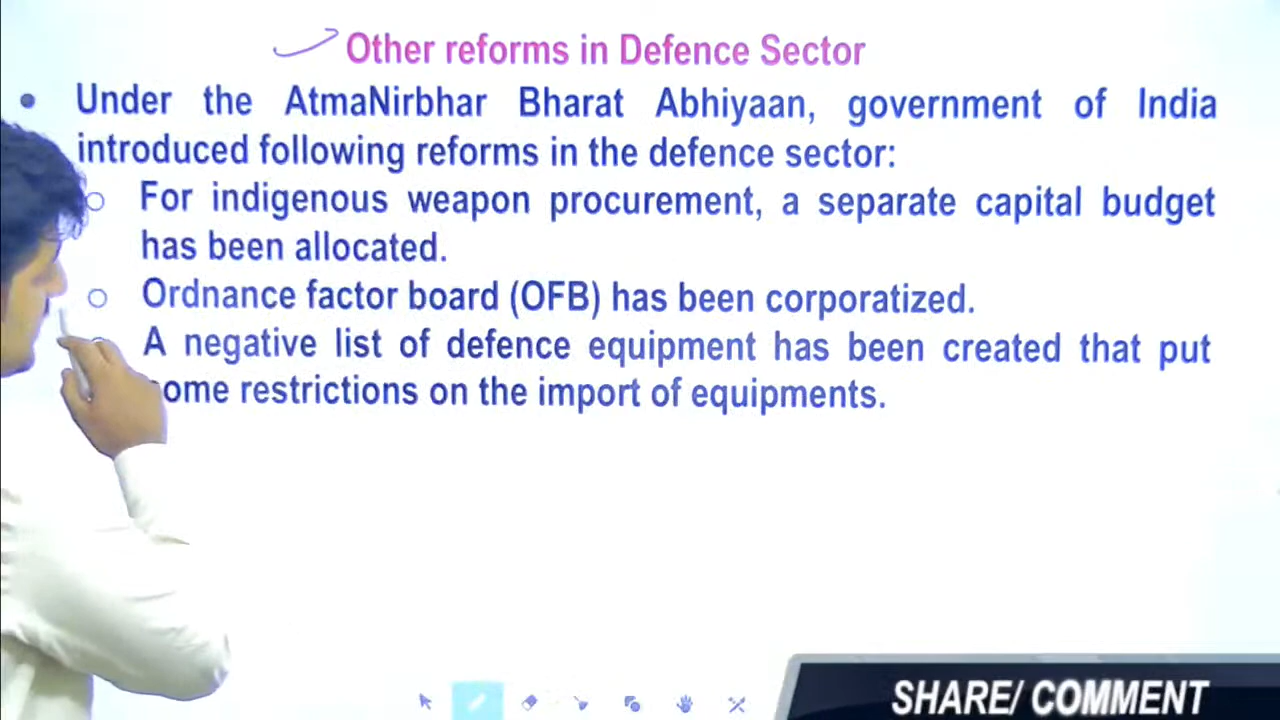 Other reforms in Defence Sector
Under the AtmaNirbhar Bharat Abhiyaan, government of India
introduced following reforms in the defence sector:
For indigenous weapon procurement, a separate capital budget
has been allocated.
Ordnance factor board (OFB) has been corporatized.
A negative list of defence equipment has been created that put
ome restrictions on the import of equipments.
SHARE/ COMMENT